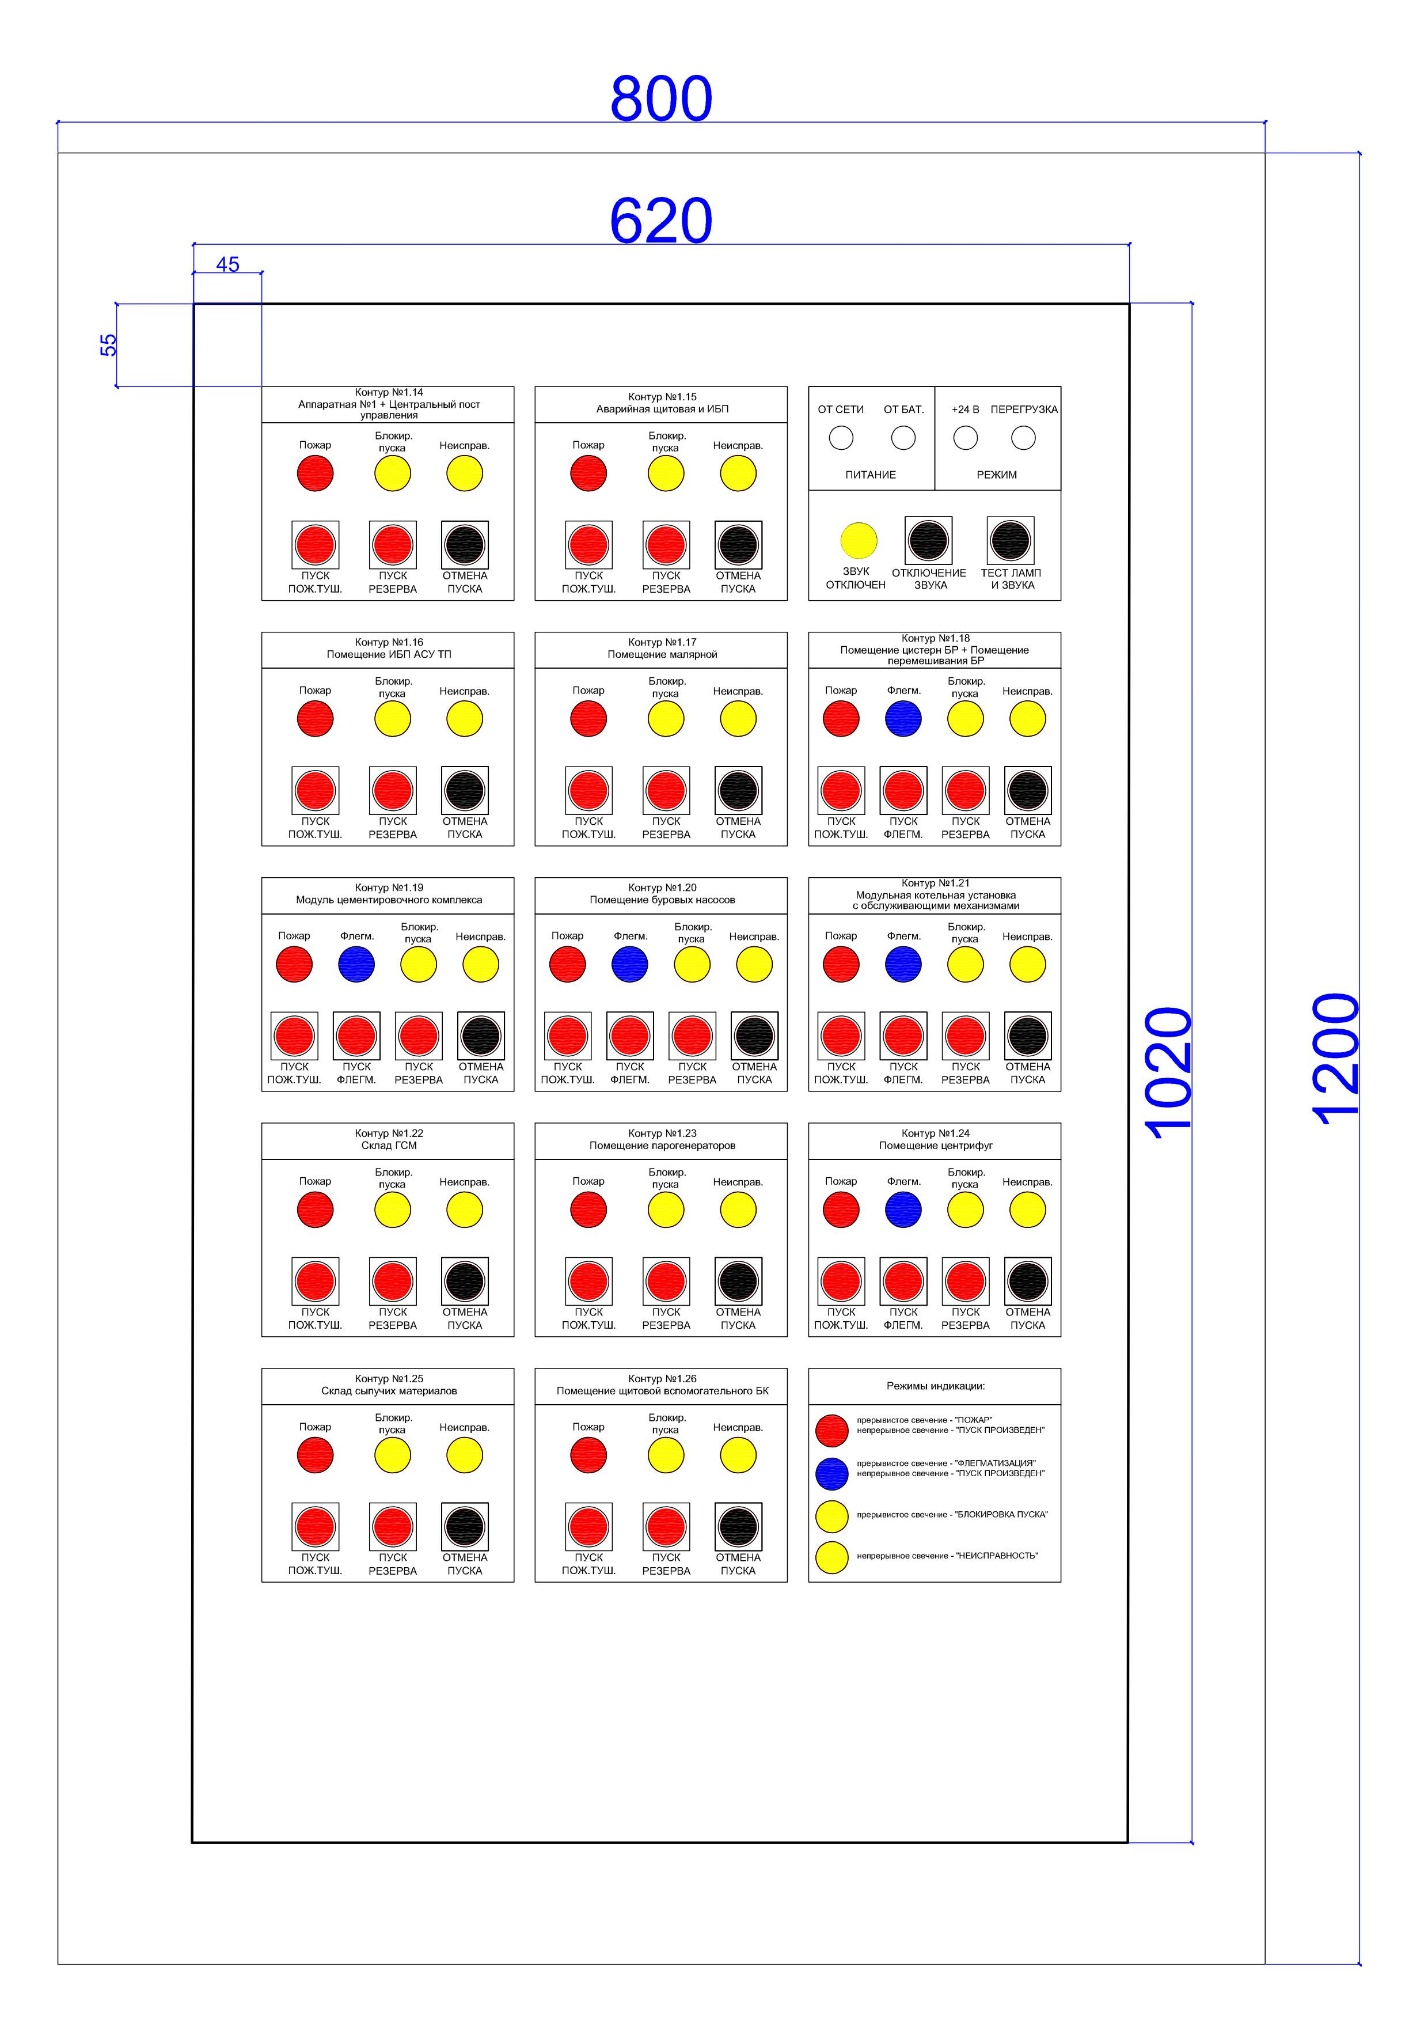 800
620
45
55
Контур №1.14
Аппаратная №1 + Центральный пост
управления
Пожар
Блокир.
пуска
Неисправ.
ПУСК
ПОЖ.ТУШ.
ПУСК
РЕЗЕРВА
ОТМЕНА
ПУСКА
Контур №1.15
Аварийная щитовая и ИБП
Пожар
Блокир.
пуска
Неисправ.
ПУСК
ПОЖ.ТУШ.
ПУСК
РЕЗЕРВА
ОТМЕНА
ПУСКА
ОТ СЕТИ
ОТ БАТ.
+24 В
ПЕРЕГРУЗКА
ПИТАНИЕ
РЕЖИМ
ЗВУК
ОТКЛЮЧЕН
ОТКЛЮЧЕНИЕ
ЗВУКА
ТЕСТ ЛАМП
И ЗВУКА
Контур №1.16
Помещение ИБП АСУ ТП
Пожар
Блокир.
пуска
Неисправ.
ПУСК
ПОЖ.ТУШ.
ПУСК
РЕЗЕРВА
ОТМЕНА
ПУСКА
Контур №1.17
Помещение малярной
Пожар
Блокир.
пуска
Неисправ.
ПУСК
ПОЖ.ТУШ.
ПУСК
РЕЗЕРВА
ОТМЕНА
ПУСКА
Контур №1.18
Помещение цистерн БР + Помещение
перемешивания БР
Пожар
Флегм.
Блокир.
пуска
Неисправ.
ПУСК
ПОЖ.ТУШ.
ПУСК
ФЛЕГМ.
ПУСК
РЕЗЕРВА
ОТМЕНА
ПУСКА
Контур №1.19
Модуль цементировочного комплекса
Пожар
Флегм.
Блокир.
пуска
Неисправ.
ПУСК
ПОЖ.ТУШ.
ПУСК
ФЛЕГМ.
ПУСК
РЕЗЕРВА
ОТМЕНА
ПУСКА
Контур №1.20
Помещение буровых насосов
Пожар
Флегм.
Блокир.
пуска
Неисправ.
ПУСК
ПОЖ.ТУШ.
ПУСК
ФЛЕГМ.
ПУСК
РЕЗЕРВА
ОТМЕНА
ПУСКА
Контур №1.21
Модульная котельная установка
с обслуживающими механизмами
Пожар
Флегм.
Блокир.
пуска
Неисправ.
ПУСК
ПОЖ.ТУШ.
ПУСК
ФЛЕГМ.
ПУСК
РЕЗЕРВА
ОТМЕНА
ПУСКА
1020
1200
Контур №1.22
Склад ГСМ
Пожар
Блокир.
пуска
Неисправ.
ПУСК
ПОЖ.ТУШ.
ПУСК
РЕЗЕРВА
ОТМЕНА
ПУСКА
Контур №1.23
Помещение парогенераторов
Пожар
Блокир.
пуска
Неисправ.
ПУСК
ПОЖ.ТУШ.
ПУСК
РЕЗЕРВА
ОТМЕНА
ПУСКА
Контур №1.24
Помещение центрифуг
Пожар
Флегм.
Блокир.
пуска
Неисправ.
ПУСК
ПОЖ.ТУШ.
ПУСК
ФЛЕГМ.
ПУСК
РЕЗЕРВА
ОТМЕНА
ПУСКА
Контур №1.25
Склад сыпучих материалов
Пожар
Блокир.
пуска
Неисправ.
ПУСК
ПОЖ.ТУШ.
ПУСК
РЕЗЕРВА
ОТМЕНА
ПУСКА
Контур №1.26
Помещение щитовой вспомогательного БК
Пожар
Блокир.
пуска
Неисправ.
ПУСК
ПОЖ.ТУШ.
ПУСК
РЕЗЕРВА
ОТМЕНА
ПУСКА
Режимы индикации:
прерывистое свечение - "ПОЖАР"
непрерывное свечение - "ПУСК ПРОИЗВЕДЕН"
прерывистое свечение - "ФЛЕГМАТИЗАЦИЯ"
непрерывное свечение - "ПУСК ПРОИЗВЕДЕН"
прерывистое свечение - "БЛОКИРОВКА ПУСКА"
непрерывное свечение - "НЕИСПРАВНОСТЬ"